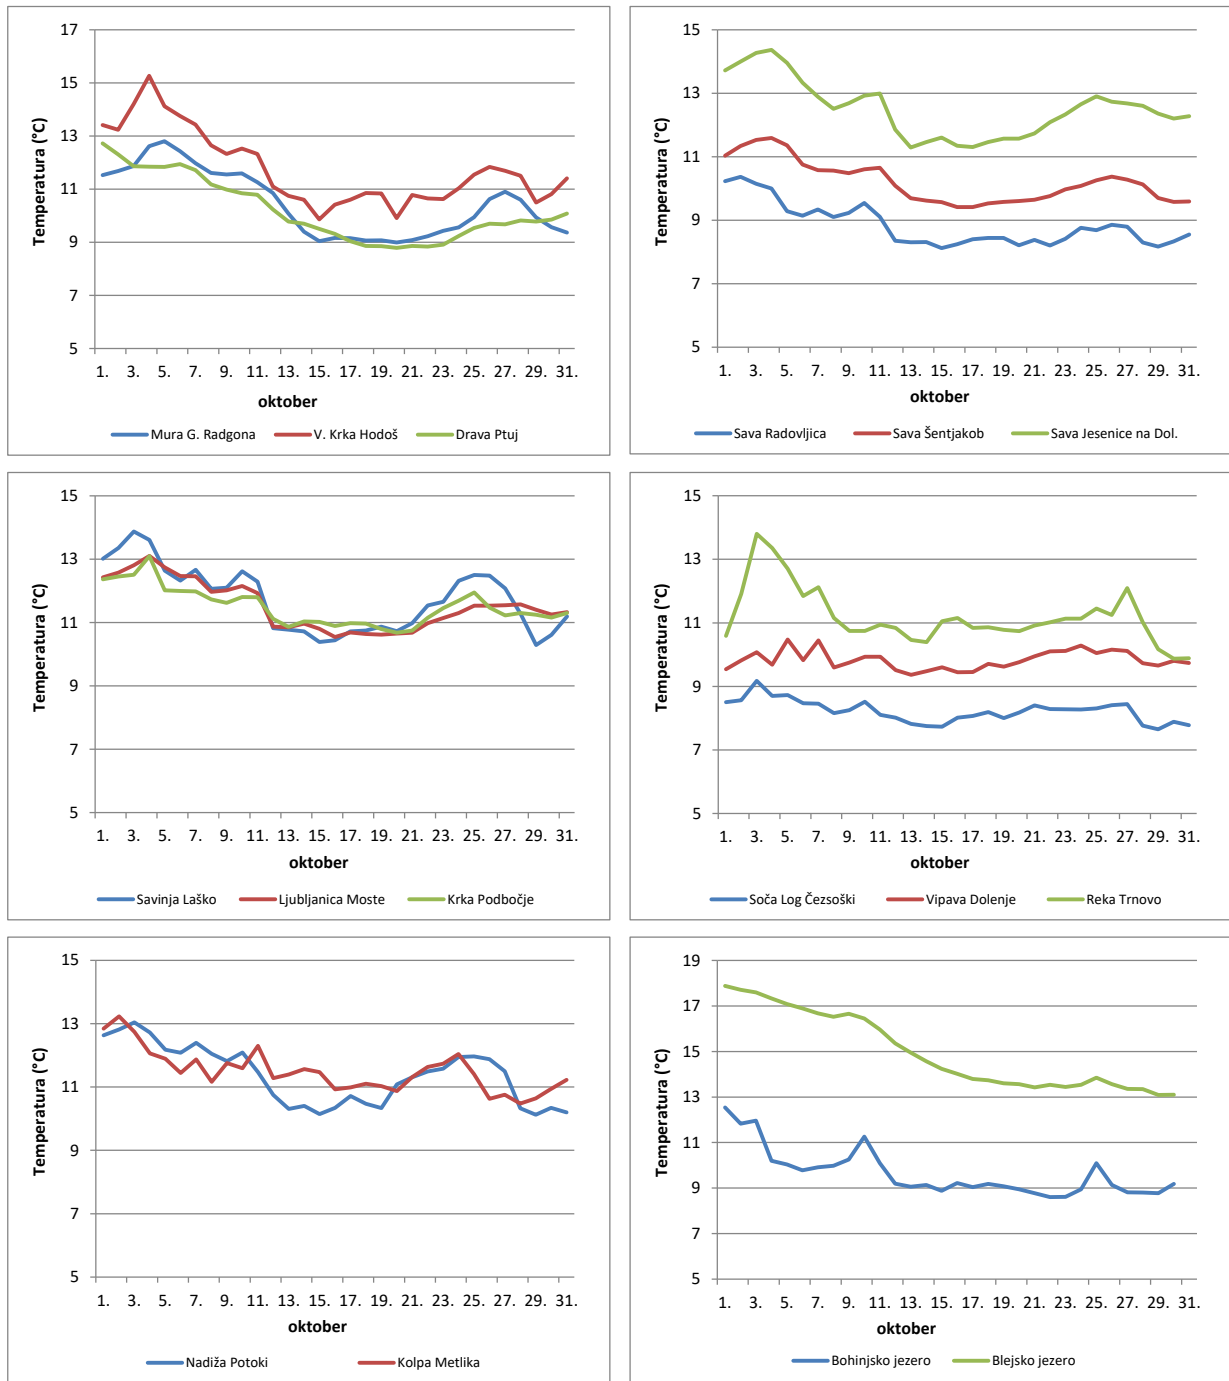 17
15
13
11
9
7
5
Temperatura (°C)
1. 3. 5. 7. 9. 11. 13. 15. 17. 19. 21. 23. 25. 27. 29. 31.
oktober
Mura G. Radgona V. Krka Hodoš Drava Ptuj
15
13
11
9
7
5
Temperatura (°C)
1. 3. 5. 7. 9. 11. 13. 15. 17. 19. 21. 23. 25. 27. 29. 31.
oktober
Sava Radovljica Sava Šentjakob Sava Jesenice na Dol.
15
13
11
9
7
5
Temperatura (°C)
1. 3. 5. 7. 9. 11. 13. 15. 17. 19. 21. 23. 25. 27. 29. 31.
oktober
Savinja Laško Ljubljanica Moste Krka Podbočje
15
13
11
9
7
5
Temperatura (°C)
1. 3. 5. 7. 9. 11. 13. 15. 17. 19. 21. 23. 25. 27. 29. 31.
oktober
Soča Log Čezsoški Vipava Dolenje Reka Trnovo
15
13
11
9
7
5
Temperatura (°C)
1. 3. 5. 7. 9. 11. 13. 15. 17. 19. 21. 23. 25. 27. 29. 31.
oktober
Nadiža Potoki Kolpa Metlika
19
17
15
13
11
9
7
5
Temperatura (°C)
1. 3. 5. 7. 9. 11. 13. 15. 17. 19. 21. 23. 25. 27. 29. 31.
oktober
Bohinjsko jezero Blejsko jezero